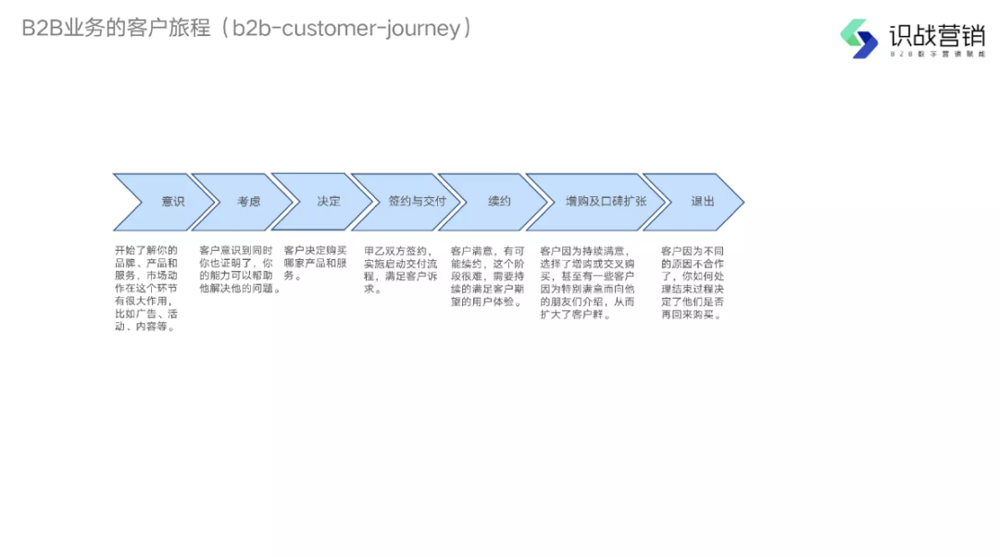 B2B业务的客户旅程（b2b-customer-journey）
识战营销
B2B数字营销赋能
意识
考虑
决定
签约与交付
续约
增购及口碑扩张
退出
开始了解你的
品牌、产品和
服务，市场动
作在这个环节
有很大作用，
比如广告、活
动、内容等。
客户意识到同时
你也证明了，你
的能力可以帮助
他解决他的问题。
客户决定购买
哪家产品和服
务。
甲乙双方签约，
实施启动交付流
程，满足客户诉
求。
客户满意，有可
能续约，这个阶
段很难，需要持
续的满足客户期
望的用户体验。
客户因为持续满意，
选择了增购或交叉购
买，甚至有一些客户
因为特别满意而向他
的朋友们介绍，从而
扩大了客户群。
客户因为不同
的原因不合作
了，你如何处
理结束过程决
定了他们是否
再回来购买。